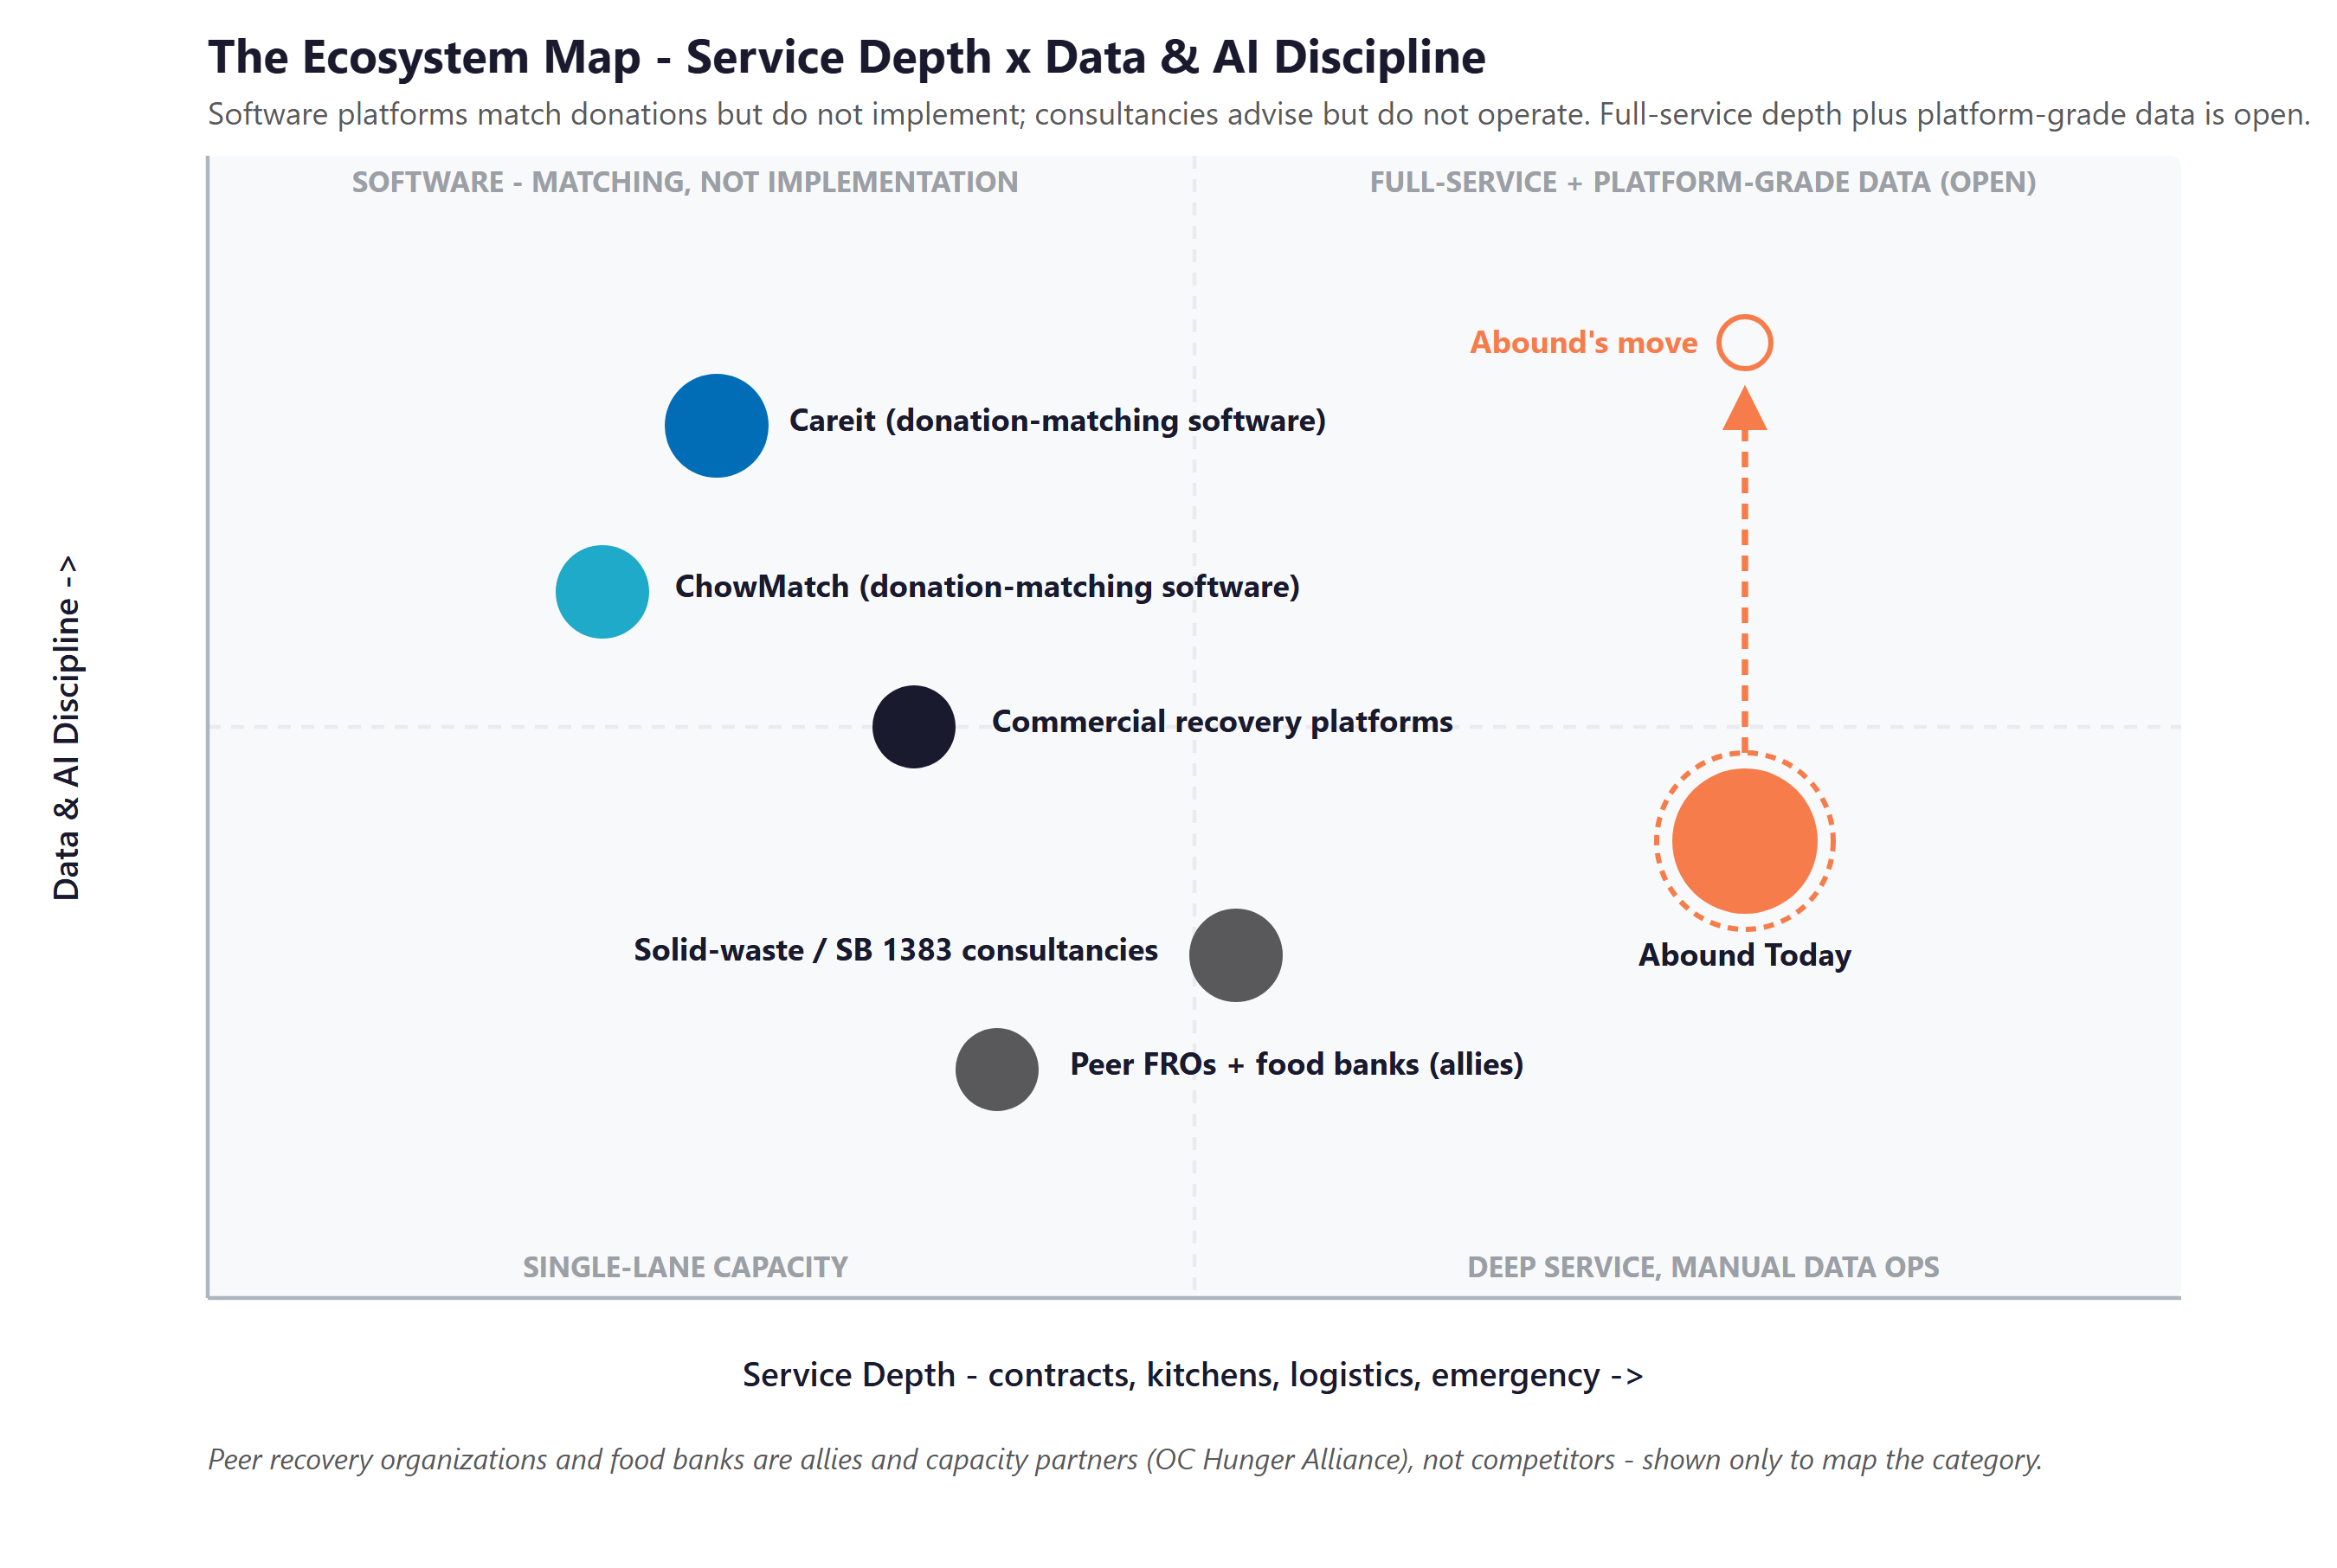 The Ecosystem Map - Service Depth x Data & AI Discipline
Software platforms match donations but do not implement; consultancies advise but do not operate. Full-service depth plus platform-grade data is open.
SOFTWARE - MATCHING, NOT IMPLEMENTATION
FULL-SERVICE + PLATFORM-GRADE DATA (OPEN)
Abound's move
Careit (donation-matching software)
ChowMatch (donation-matching software)
Commercial recovery platforms
Data & AI Discipline ->
Solid-waste / SB 1383 consultancies
Abound Today
Peer FROs + food banks (allies)
SINGLE-LANE CAPACITY
DEEP SERVICE, MANUAL DATA OPS
Service Depth - contracts, kitchens, logistics, emergency ->
Peer recovery organizations and food banks are allies and capacity partners (OC Hunger Alliance), not competitors - shown only to map the category.